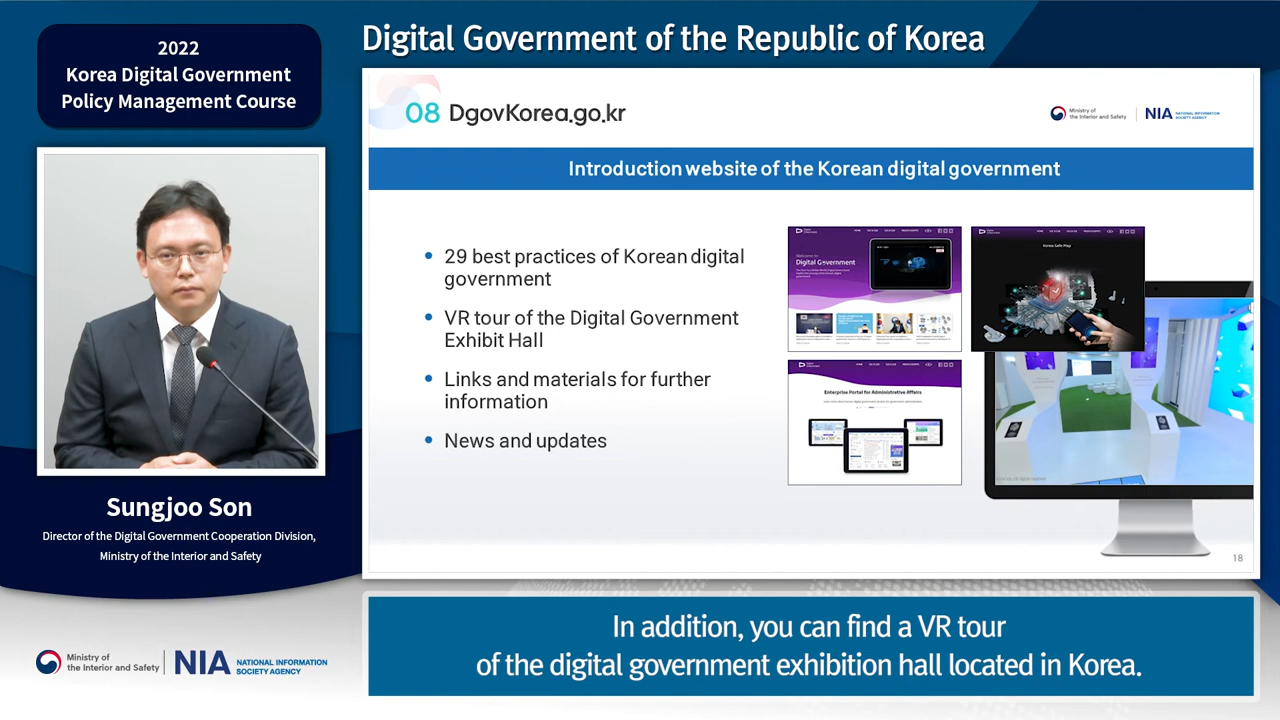 2022
Korea Digital Government
Policy Management Course
Digital Government of the Republic of Korea
08 DgovKorea.go.kr
Ministry of
the Interior and Safety
NIA NATIONAL INFORMATION
SOCIETY AGENCY
Introduction website of the Korean digital government
• 29 best practices of Korean digital
government
• VR tour of the Digital Government
Exhibit Hall
• Links and materials for further
information
• News and updates
Digital Government
Korea Safe Map
Enterprise Portal for Administrative Affairs
18
Sungjoo Son
Director of the Digital Government Cooperation Division,
Ministry of the Interior and Safety
Ministry of
the Interior and Safety
NIA NATIONAL INFORMATION
SOCIETY AGENCY
In addition, you can find a VR tour
of the digital government exhibition hall located in Korea.